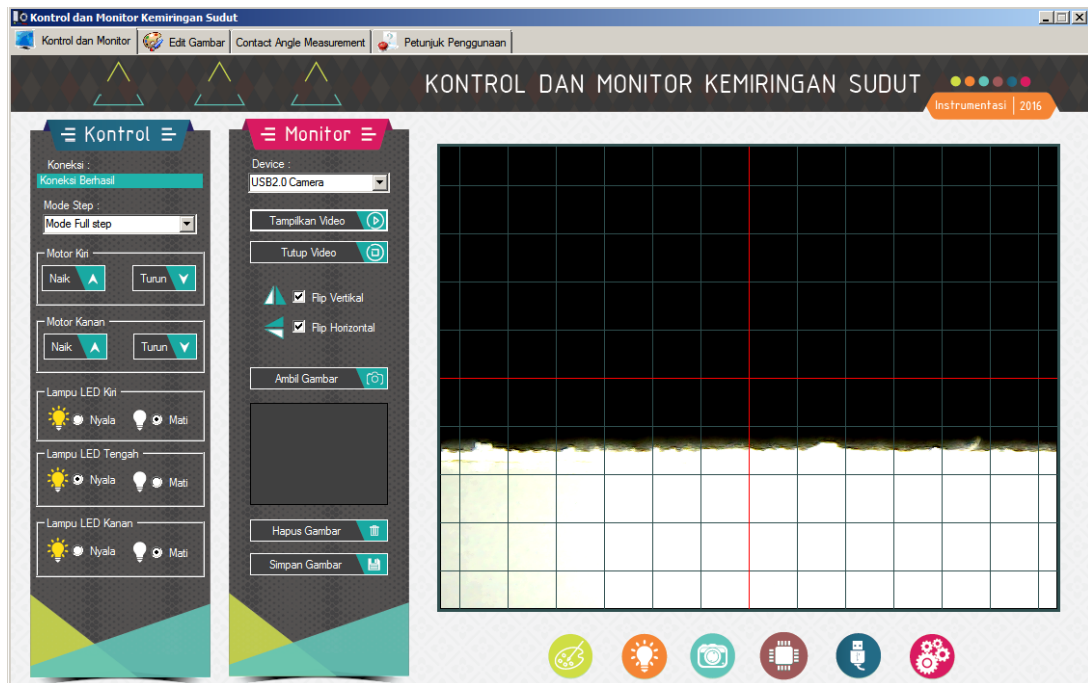 Kontrol dan Monitor Kemiringan Sudut
Kontrol dan Monitor
Edit Gambar
Contact Angle Measurement
Petunjuk Penggunaan
KONTROL DAN MONITOR KEMIRINGAN SUDUT
Instrumentasi | 2016
Kontrol
Koneksi :
Koneksi Berhasil
Mode Step :
Mode Full step
Motor Kiri
Naik
Turun
Motor Kanan
Naik
Turun
Lampu LED Kiri
Nyala
Mati
Lampu LED Tengah
Nyala
Mati
Lampu LED Kanan
Nyala
Mati
Monitor
Device :
USB2.0 Camera
Tampilkan Video
Tutup Video
Flip Vertikal
Flip Horizontal
Ambil Gambar
Hapus Gambar
Simpan Gambar